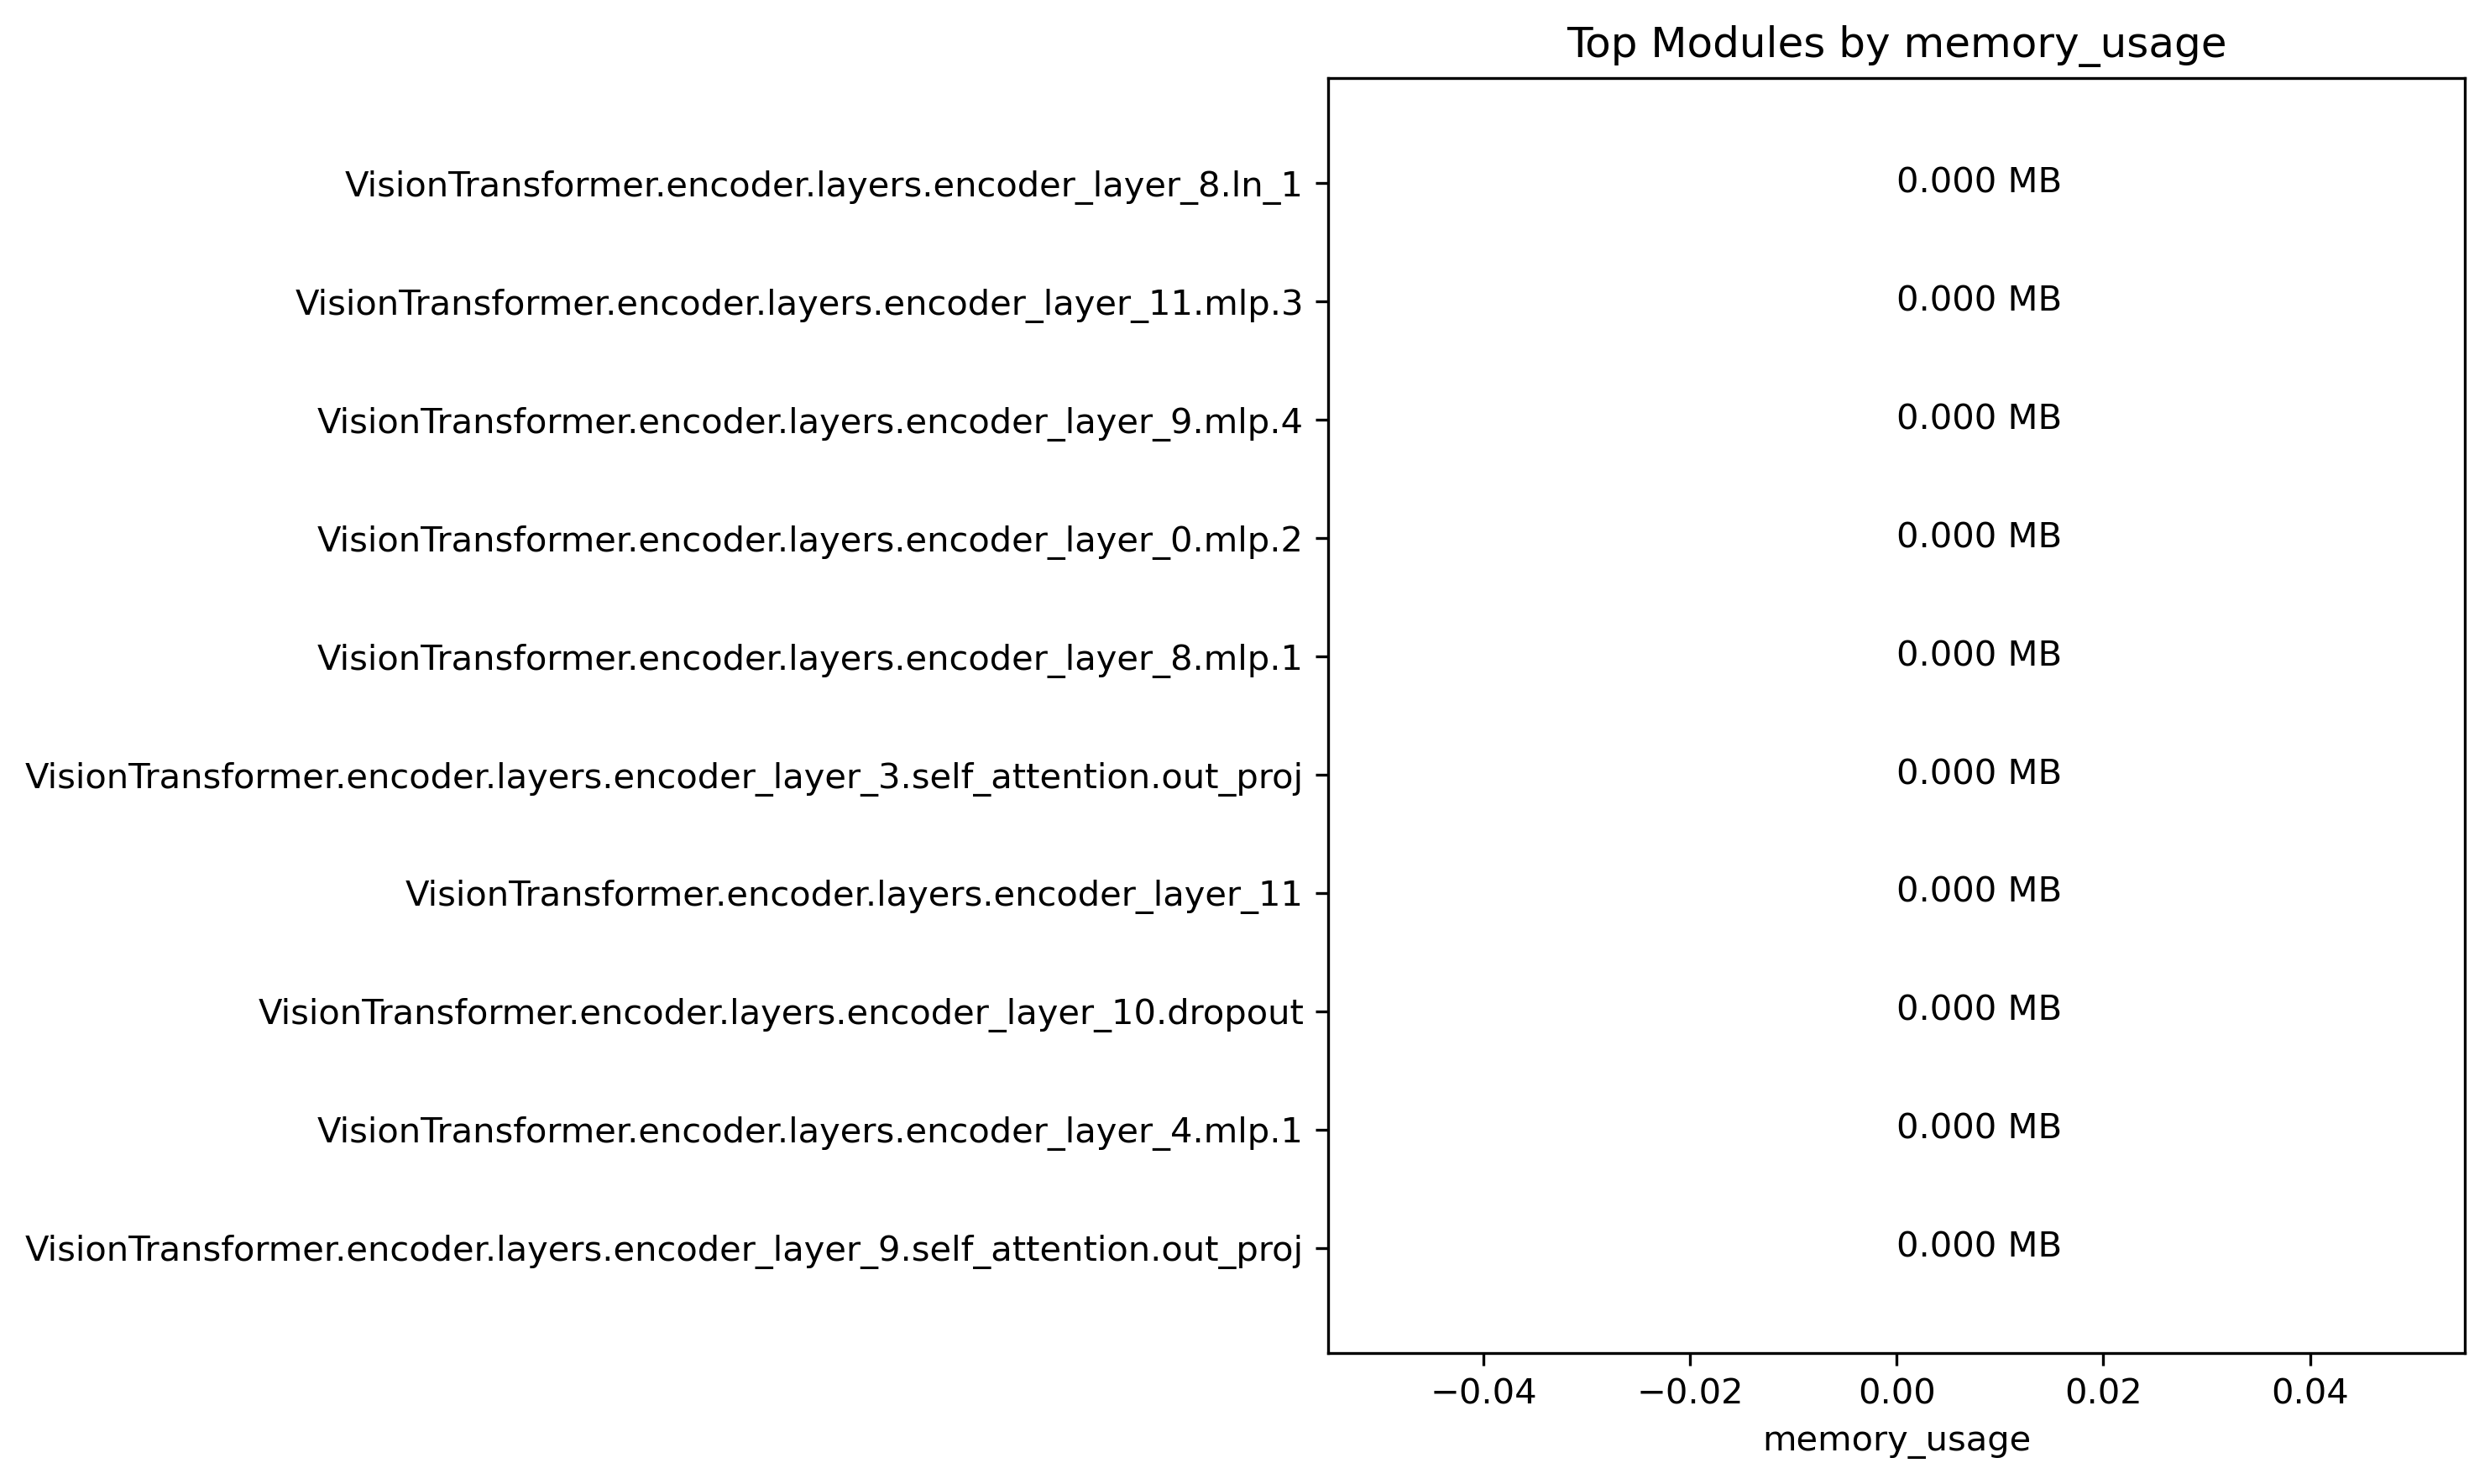 Top Modules by memory_usage
VisionTransformer.encoder.layers.encoder_layer_8.ln_1 0.000 MB
VisionTransformer.encoder.layers.encoder_layer_11.mlp.3 0.000 MB
VisionTransformer.encoder.layers.encoder_layer_9.mlp.4 0.000 MB
VisionTransformer.encoder.layers.encoder_layer_0.mlp.2 0.000 MB
VisionTransformer.encoder.layers.encoder_layer_8.mlp.1 0.000 MB
VisionTransformer.encoder.layers.encoder_layer_3.self_attention.out_proj 0.000 MB
VisionTransformer.encoder.layers.encoder_layer_11 0.000 MB
VisionTransformer.encoder.layers.encoder_layer_10.dropout 0.000 MB
VisionTransformer.encoder.layers.encoder_layer_4.mlp.1 0.000 MB
VisionTransformer.encoder.layers.encoder_layer_9.self_attention.out_proj 0.000 MB
−0.04 −0.02 0.00 0.02 0.04
memory_usage